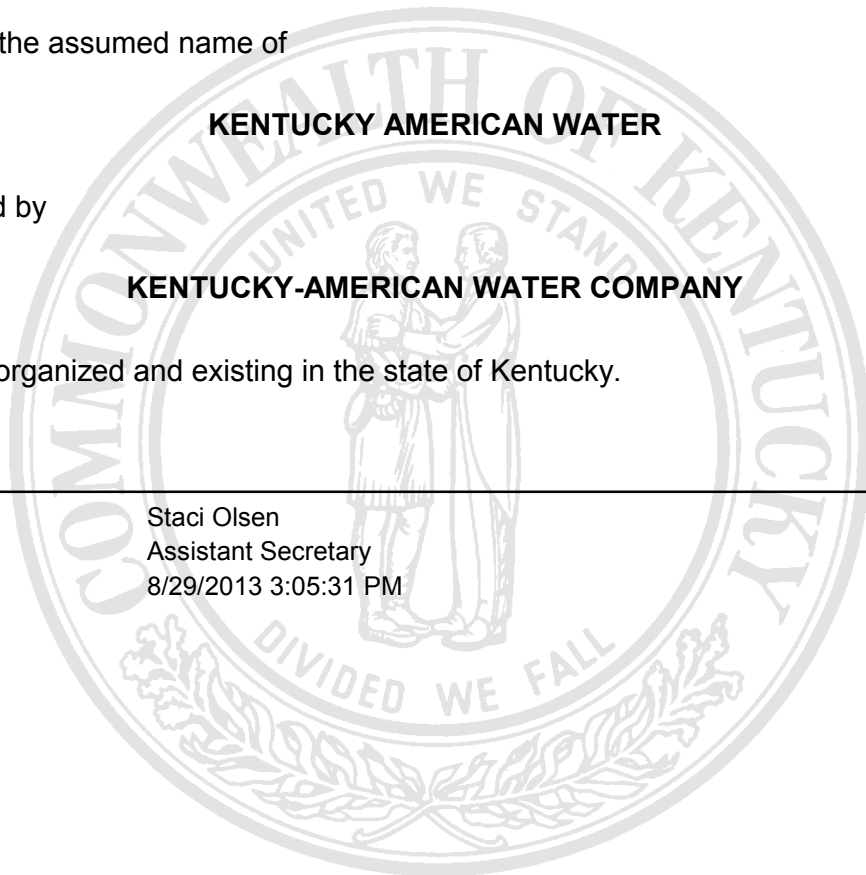 the assumed name of
KENTUCKY AMERICAN WATER
d by
KENTUCKY-AMERICAN WATER COMPANY
organized and existing in the state of Kentucky.
Staci Olsen
Assistant Secretary
8/29/2013 3:05:31 PM
COMMONWEALTH OF KENTUCKY
UNITED WE STAND
DIVIDED WE FALL